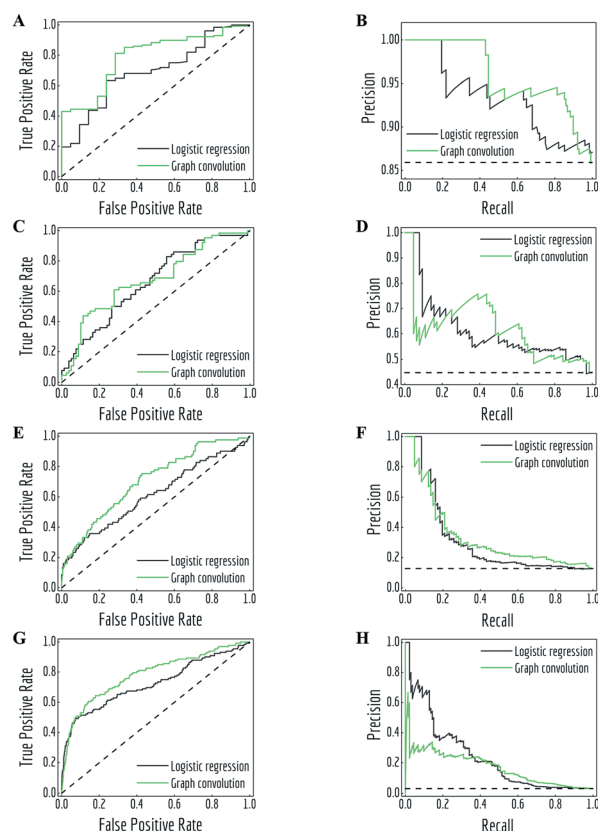 A
True Positive Rate
1.0
0.8
0.6
0.4
0.2
0.0
Logistic regression
Graph convolution
0.0 0.2 0.4 0.6 0.8 1.0
False Positive Rate
B
Precision
1.00
0.95
0.90
0.85
Logistic regression
Graph convolution
0.0 0.2 0.4 0.6 0.8 1.0
Recall
C
True Positive Rate
1.0
0.8
0.6
0.4
0.2
0.0
Logistic regression
Graph convolution
0.0 0.2 0.4 0.6 0.8 1.0
False Positive Rate
D
Precision
1.0
0.9
0.8
0.7
0.6
0.5
0.4
Logistic regression
Graph convolution
0.0 0.2 0.4 0.6 0.8 1.0
Recall
E
True Positive Rate
1.0
0.8
0.6
0.4
0.2
0.0
Logistic regression
Graph convolution
0.0 0.2 0.4 0.6 0.8 1.0
False Positive Rate
F
Precision
1.0
0.8
0.6
0.4
0.2
0.0
Logistic regression
Graph convolution
0.0 0.2 0.4 0.6 0.8 1.0
Recall
G
True Positive Rate
1.0
0.8
0.6
0.4
0.2
0.0
Logistic regression
Graph convolution
0.0 0.2 0.4 0.6 0.8 1.0
False Positive Rate
H
Precision
1.0
0.8
0.6
0.4
0.2
0.0
Logistic regression
Graph convolution
0.0 0.2 0.4 0.6 0.8 1.0
Recall